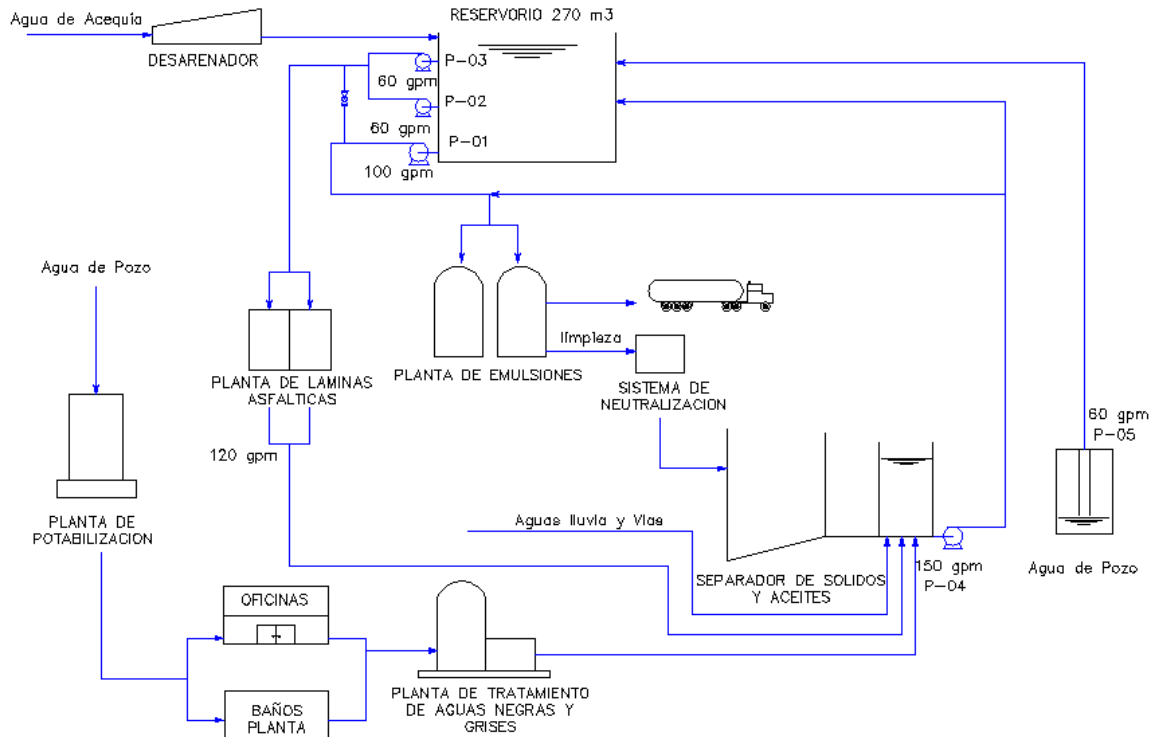 RESERVORIO 270 m3
Agua de Acequia
DESARENADOR
P-03
60 gpm
P-02
60 gpm
P-01
100 gpm
Agua de Pozo
PLANTA DE LAMINAS
ASFALTICAS
120 gpm
PLANTA DE EMULSIONES
limpieza
SISTEMA DE
NEUTRALIZACION
60 gpm
P-05
Agua de Pozo
PLANTA DE
POTABILIZACION
Aguas lluvia y Vias
SEPARADOR DE SOLIDOS
Y ACEITES
150 gpm
P-04
OFICINAS
BAÑOS
PLANTA
PLANTA DE TRATAMIENTO
DE AGUAS NEGRAS Y
GRISES